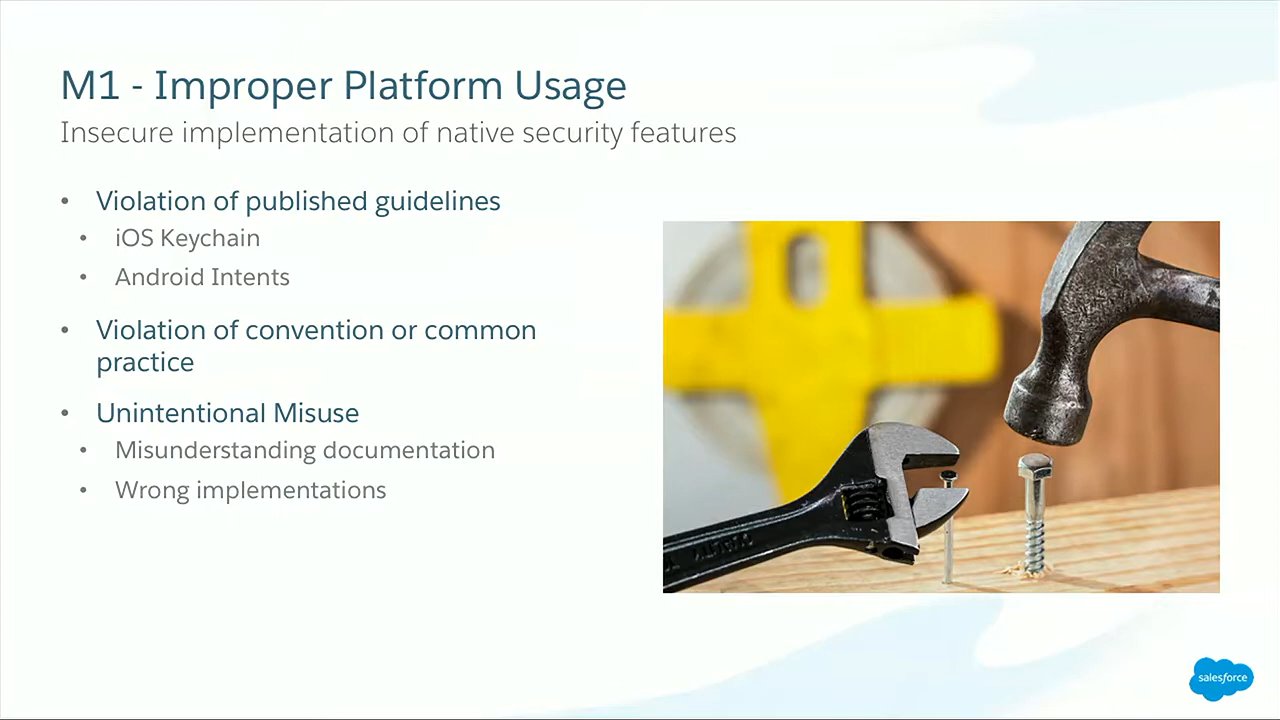 M1 - Improper Platform Usage
Insecure implementation of native security features
• Violation of published guidelines
• iOS Keychain
• Android Intents
• Violation of convention or common
practice
• Unintentional Misuse
• Misunderstanding documentation
• Wrong implementations
salesforce